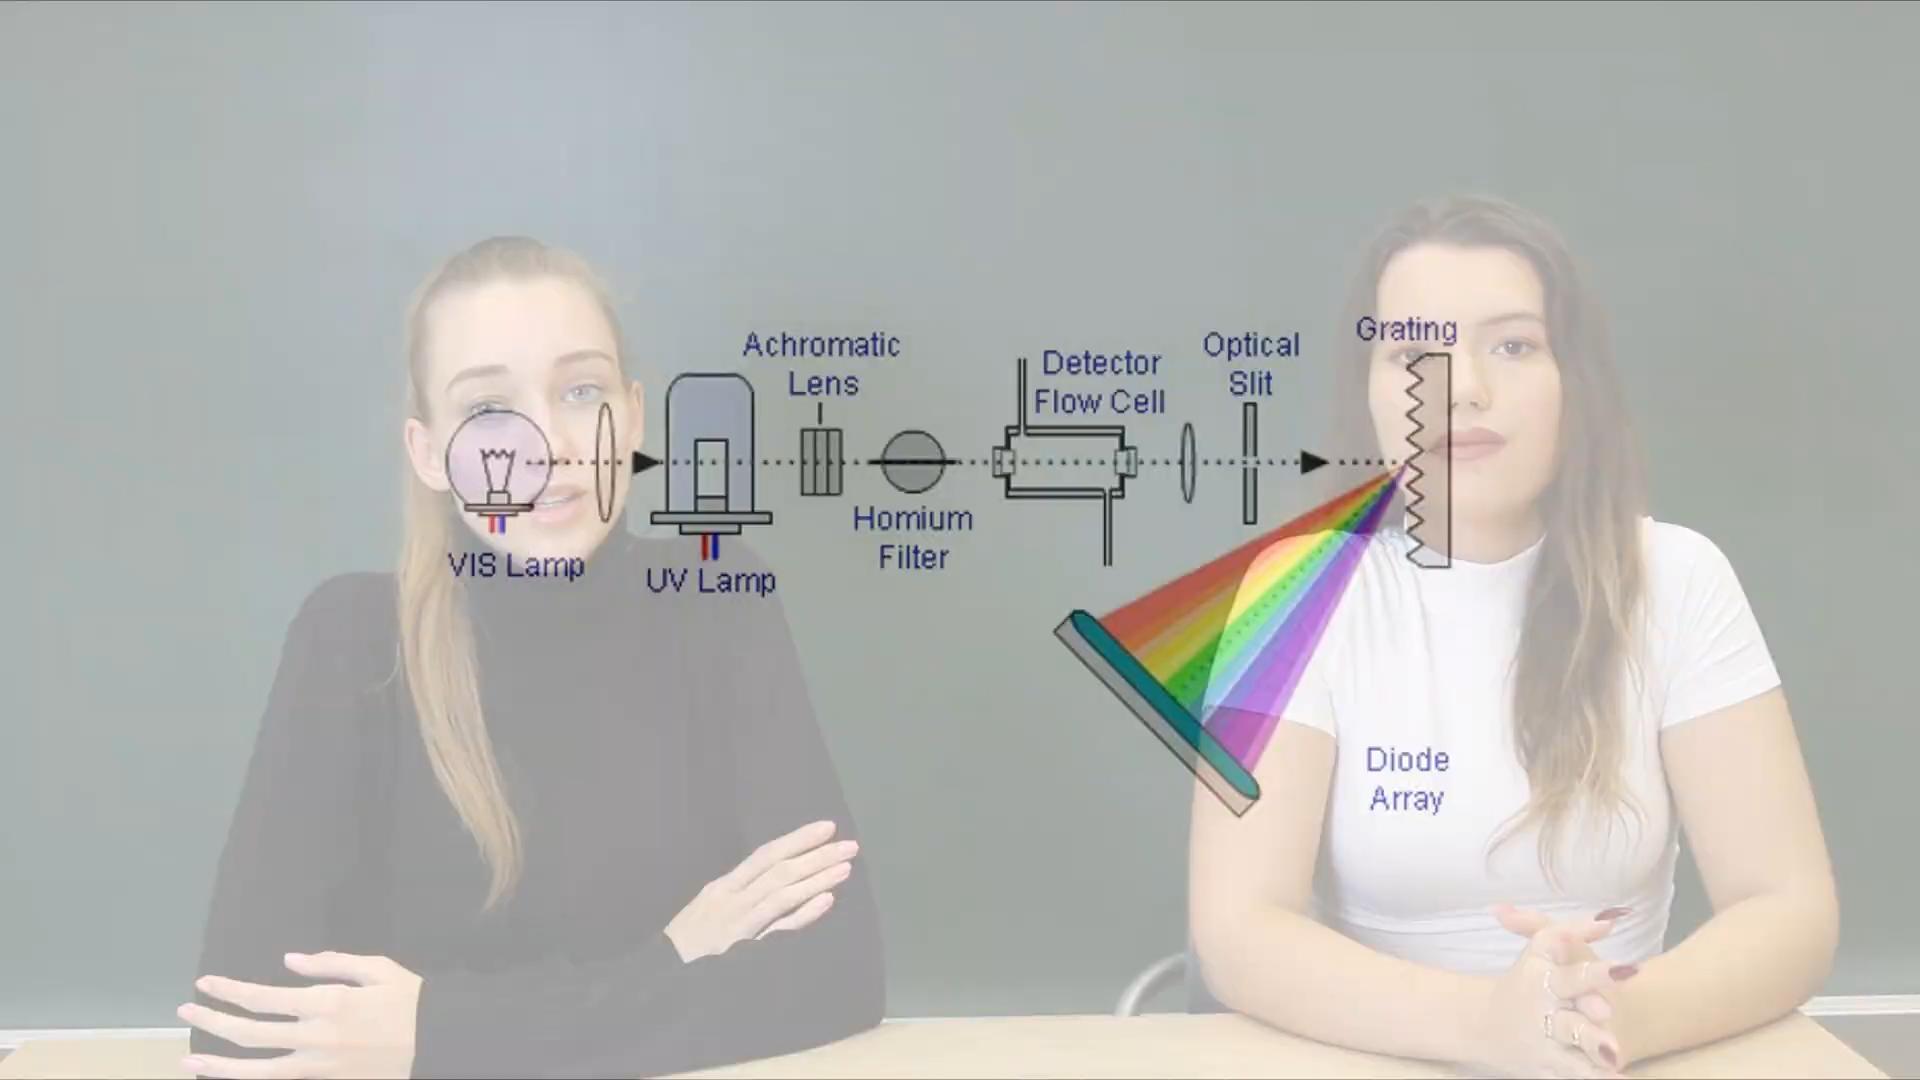 Achromatic
Lens
Detector
Flow Cell
Optical
Slit
Grating
Homium
Filter
VIS Lamp
UV Lamp
Diode
Array